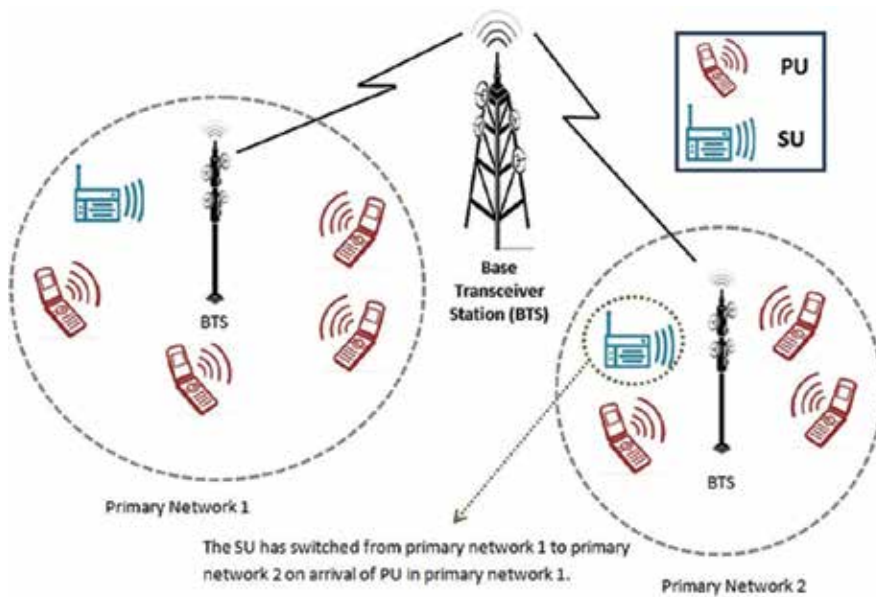 PU
SU
Base
Transceiver
Station (BTS)
BTS
BTS
Primary Network 1
The SU has switched from primary network 1 to primary
network 2 on arrival of PU in primary network 1.
Primary Network 2